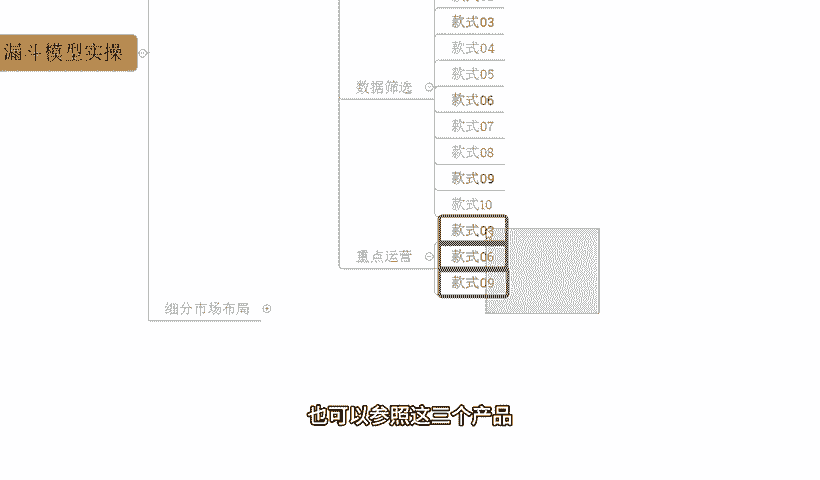 款式03
漏斗模型实操
款式04
款式05
数据筛选
款式06
款式07
款式08
款式09
款式10
款式03
重点运营
款式06
款式09
细分市场布局
也可以参照这三个产品